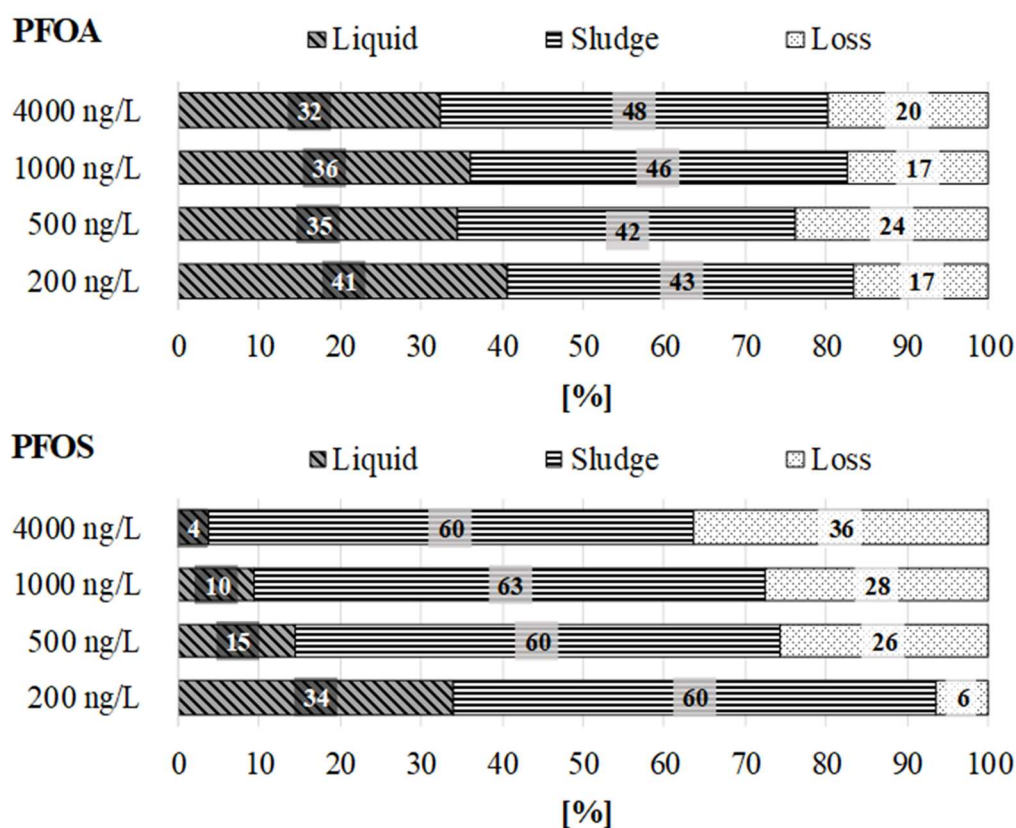 PFOA
Liquid Sludge Loss
4000 ng/L 32 48 20
1000 ng/L 36 46 17
500 ng/L 35 42 24
200 ng/L 41 43 17
0 10 20 30 40 50 60 70 80 90 100
[%]
PFOS
Liquid Sludge Loss
4000 ng/L 4 60 36
1000 ng/L 10 63 28
500 ng/L 15 60 26
200 ng/L 34 60 6
0 10 20 30 40 50 60 70 80 90 100
[%]